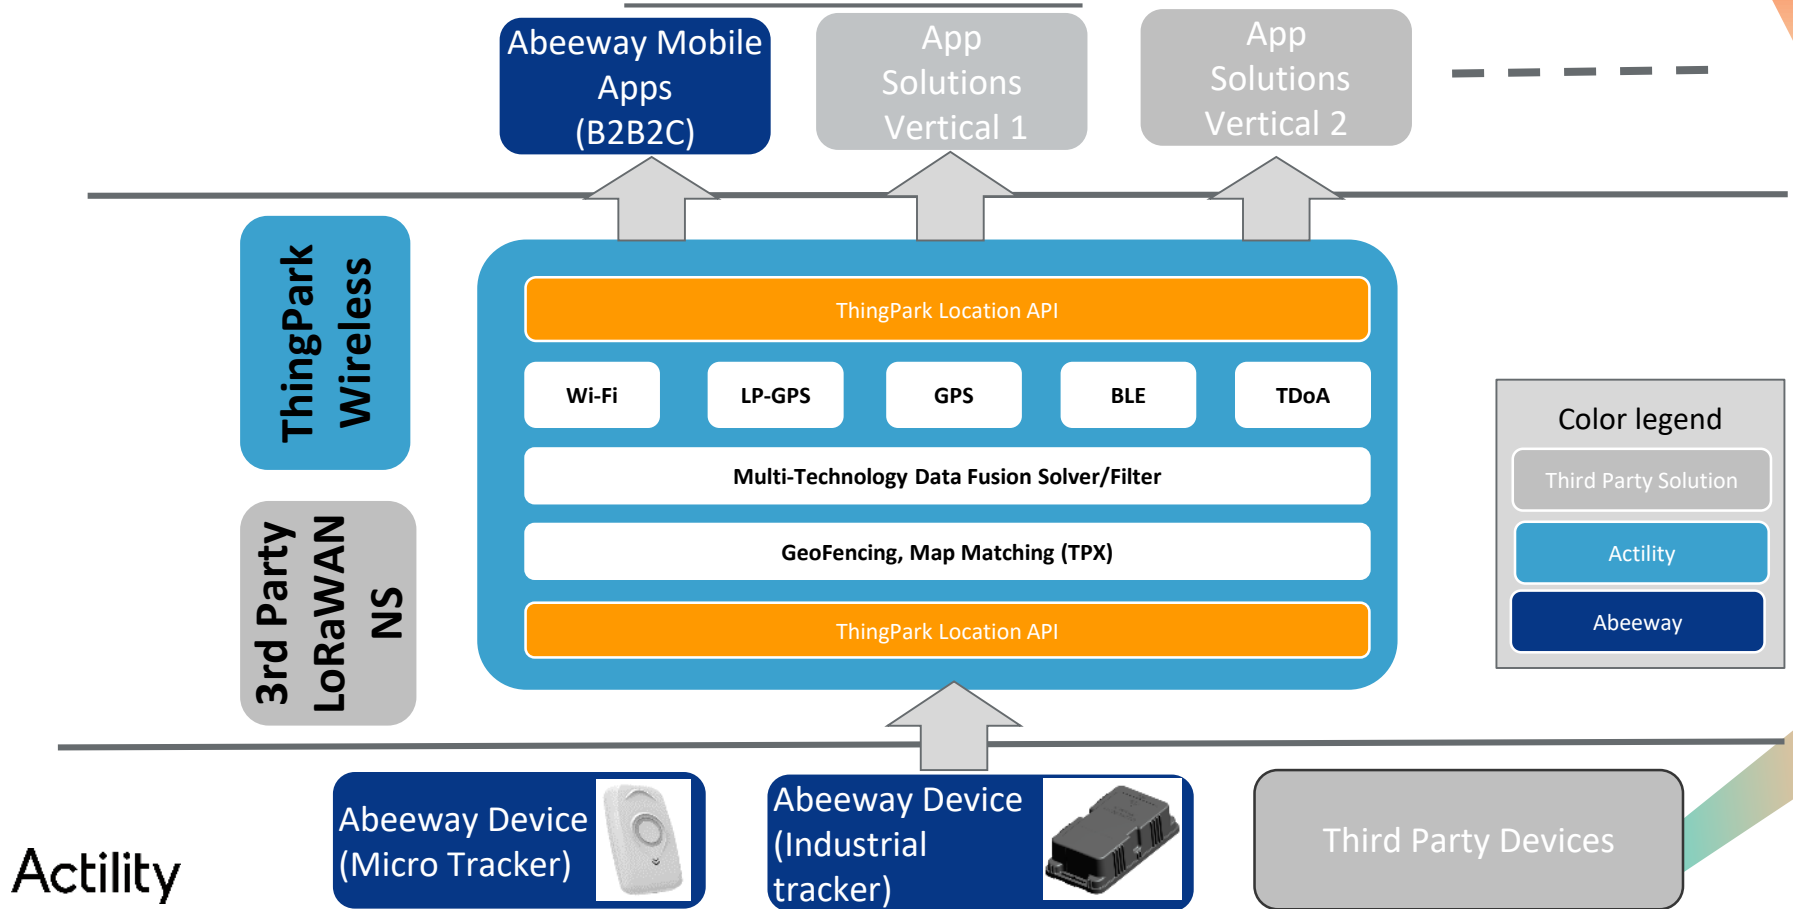 Abeeway Mobile
Apps
(B2B2C)
App
Solutions
Vertical 1
App
Solutions
Vertical 2
ThingPark
Wireless
3rd Party
LoRaWAN
NS
ThingPark Location API
Wi-Fi
LP-GPS
GPS
BLE
TDoA
Multi-Technology Data Fusion Solver/Filter
GeoFencing, Map Matching (TPX)
ThingPark Location API
Color legend
Third Party Solution
Actility
Abeeway
Abeeway Device
(Micro Tracker)
Abeeway Device
(Industrial
tracker)
Third Party Devices
Actility